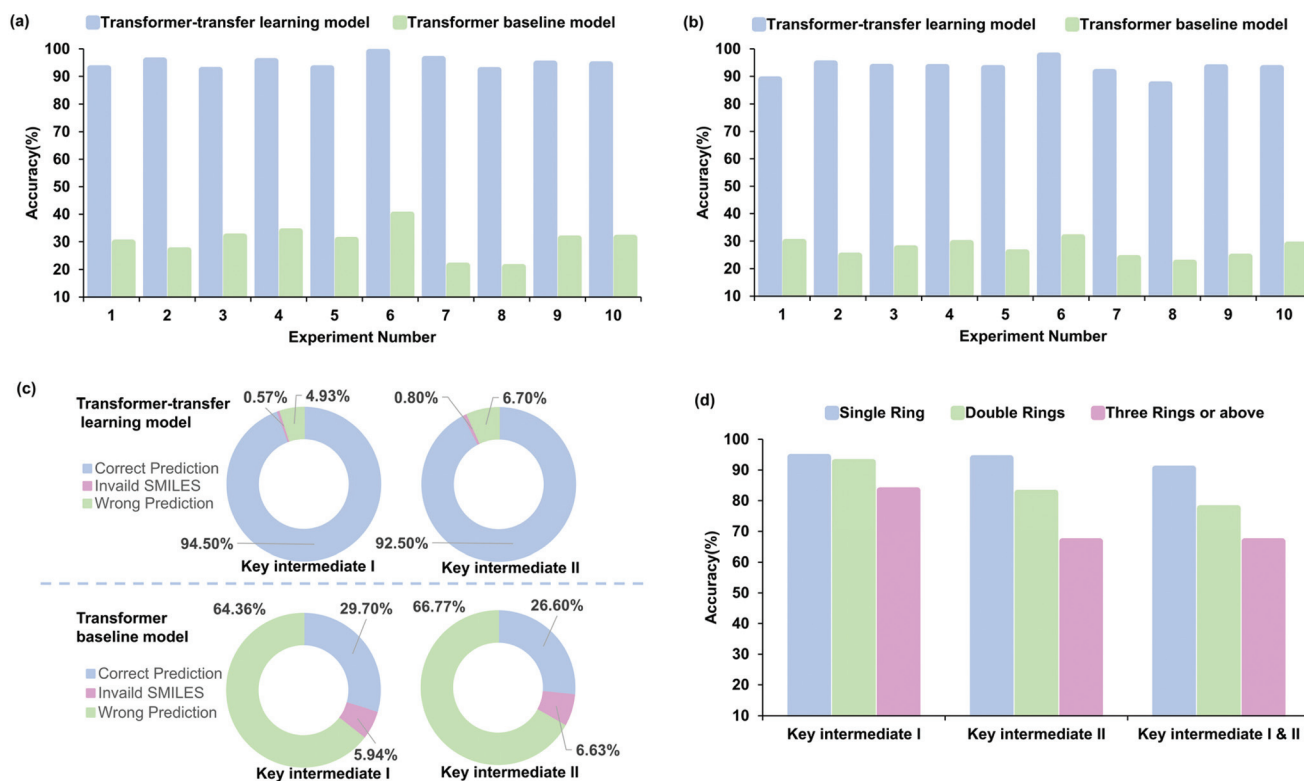 (a)
Transformer-transfer learning model
Transformer baseline model
Accuracy(%)
100
90
80
70
60
50
40
30
20
10
1 2 3 4 5 6 7 8 9 10
Experiment Number
(b)
Transformer-transfer learning model
Transformer baseline model
Accuracy(%)
100
90
80
70
60
50
40
30
20
10
1 2 3 4 5 6 7 8 9 10
Experiment Number
(c)
Transformer-transfer
learning model
Correct Prediction
Invaild SMILES
Wrong Prediction
0.57% 4.93%
94.50%
Key intermediate I
0.80% 6.70%
92.50%
Key intermediate II
Transformer
baseline model
Correct Prediction
Invaild SMILES
Wrong Prediction
64.36% 29.70%
5.94%
Key intermediate I
66.77% 26.60%
6.63%
Key intermediate II
(d)
Single Ring
Double Rings
Three Rings or above
Accuracy(%)
100
90
80
70
60
50
40
30
20
10
Key intermediate I
Key intermediate II
Key intermediate I & II